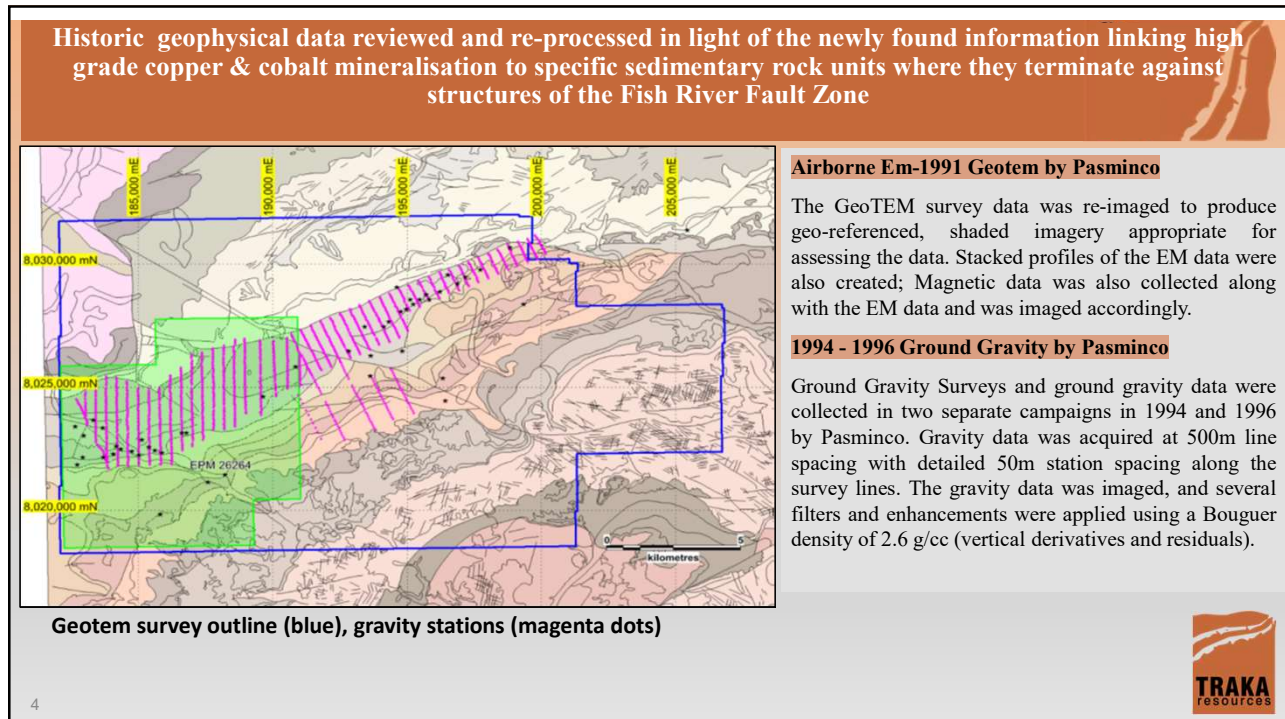 Historic geophysical data reviewed and re-processed in light of the newly found information linking high
grade copper & cobalt mineralisation to specific sedimentary rock units where they terminate against
structures of the Fish River Fault Zone
185,000 mE
190,000 mE
195,000 mE
200,000 mE
205,000 mE
8,030,000 mN
8,025,000 mN
EPM 26264
8,020,000 mN
0 5
kilometres
Geotem survey outline (blue), gravity stations (magenta dots)
Airborne Em-1991 Geotem by Pasminco
The GeoTEM survey data was re-imaged to produce
geo-referenced, shaded imagery appropriate for
assessing the data. Stacked profiles of the EM data were
also created; Magnetic data was also collected along
with the EM data and was imaged accordingly.
1994 - 1996 Ground Gravity by Pasminco
Ground Gravity Surveys and ground gravity data were
collected in two separate campaigns in 1994 and 1996
by Pasminco. Gravity data was acquired at 500m line
spacing with detailed 50m station spacing along the
survey lines. The gravity data was imaged, and several
filters and enhancements were applied using a Bouguer
density of 2.6 g/cc (vertical derivatives and residuals).
TRAKA
resources
4